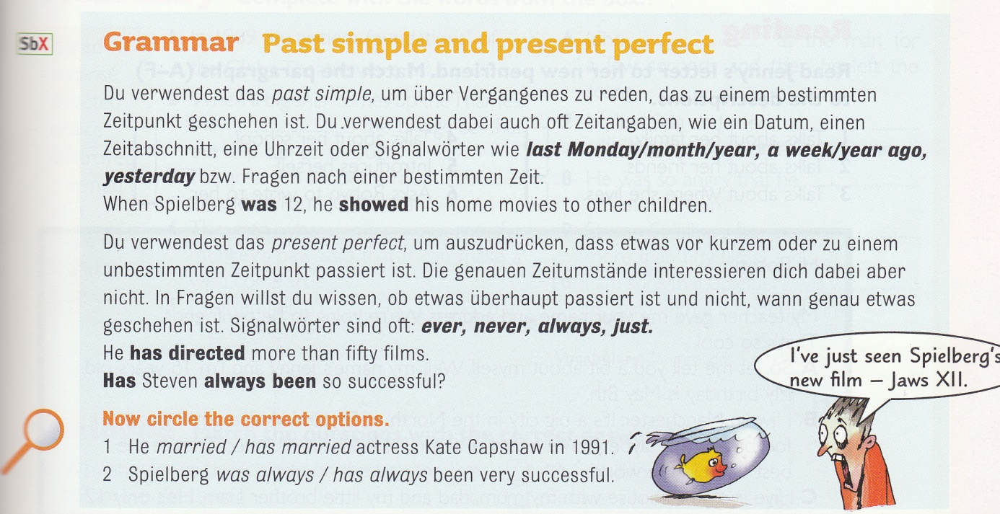 SbX
Grammar Past simple and present perfect
Du verwendest das past simple, um über Vergangenes zu reden, das zu einem bestimmten
Zeitpunkt geschehen ist. Du verwendest dabei auch oft Zeitangaben, wie ein Datum, einen
Zeitabschnitt, eine Uhrzeit oder Signalwörter wie last Monday/month/year, a week/year ago,
yesterday bzw. Fragen nach einer bestimmten Zeit.
When Spielberg was 12, he showed his home movies to other children.
Du verwendest das present perfect, um auszudrücken, dass etwas vor kurzem oder zu einem
unbestimmten Zeitpunkt passiert ist. Die genauen Zeitumstände interessieren dich dabei aber
nicht. In Fragen willst du wissen, ob etwas überhaupt passiert ist und nicht, wann genau etwas
geschehen ist. Signalwörter sind oft: ever, never, always, just.
He has directed more than fifty films.
Has Steven always been so successful?
I've just seen Spielberg's
new film – Jaws XII.
Now circle the correct options.
1 He married / has married actress Kate Capshaw in 1991.
2 Spielberg was always / has always been very successful.